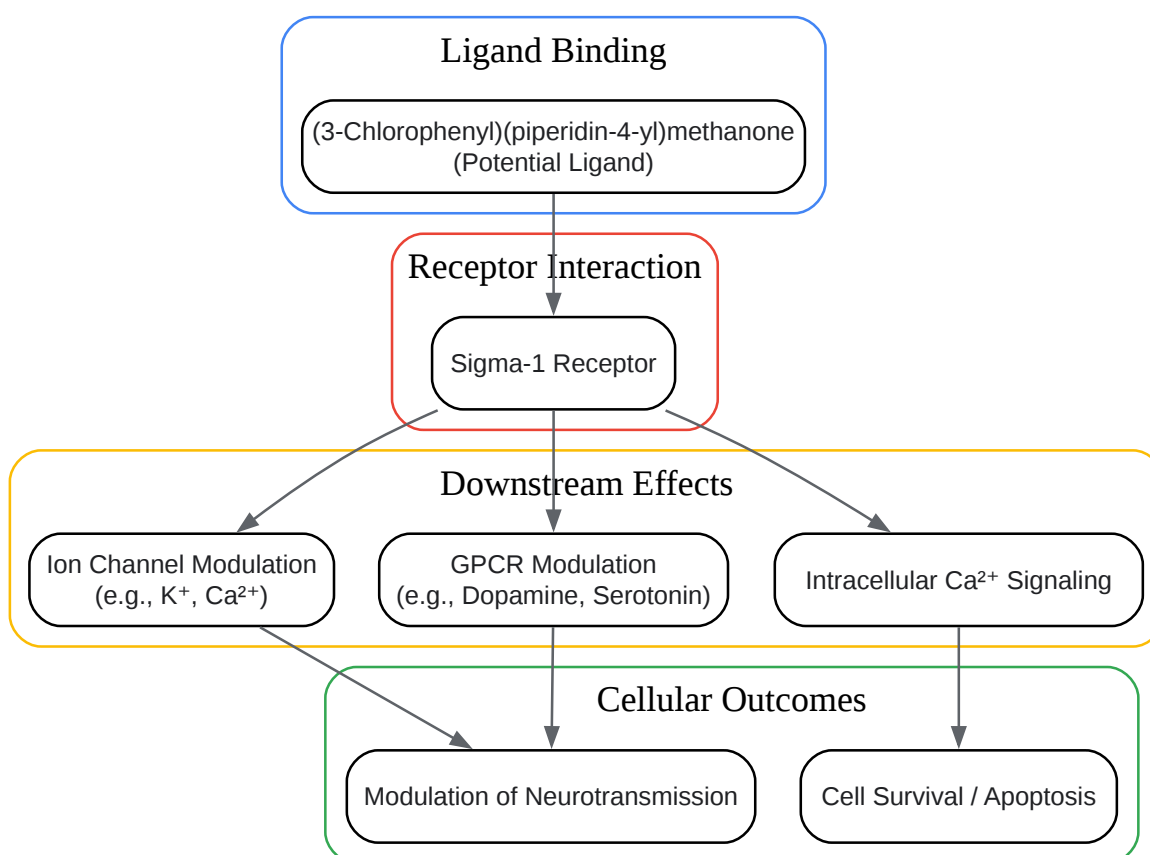 Ligand Binding
(3-Chlorophenyl)(piperidin-4-yl)methanone
(Potential Ligand)
Receptor Interaction
Sigma-1 Receptor
Downstream Effects
Ion Channel Modulation
(e.g., K⁺, Ca²⁺)
GPCR Modulation
(e.g., Dopamine, Serotonin)
Intracellular Ca²⁺ Signaling
Cellular Outcomes
Modulation of Neurotransmission
Cell Survival / Apoptosis